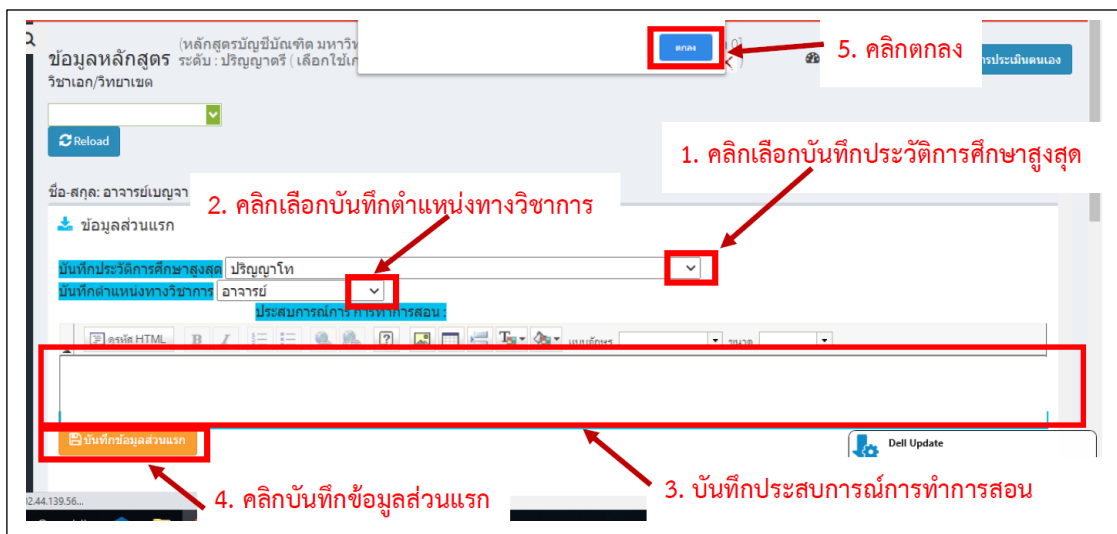 (หลักสูตรบัญชีบัณฑิต มหาวิท
ข้อมูลหลักสูตร ระดับ : ปริญญาตรี ( เลือกใช้เก
ตกลง
0]
5. คลิกตกลง
ารประเมินตนเอง
วิชาเอก/วิทยาเขต
Reload
1. คลิกเลือกบันทึกประวัติการศึกษาสูงสุด
ชื่อ-สกุล: อาจารย์เบญจา
2. คลิกเลือกบันทึกตำแหน่งทางวิชาการ
ข้อมูลส่วนแรก
บันทึกประวัติการศึกษาสูงสุด ปริญญาโท
บันทึกตำแหน่งทางวิชาการ อาจารย์
ประสบการณ์การ การทำการสอน :
ดูรหัส HTML B I ? แบบอักษร ขนาด
บันทึกข้อมูลส่วนแรก
Dell Update
4. คลิกบันทึกข้อมูลส่วนแรก
3. บันทึกประสบการณ์การทำการสอน
02.44.139.56...